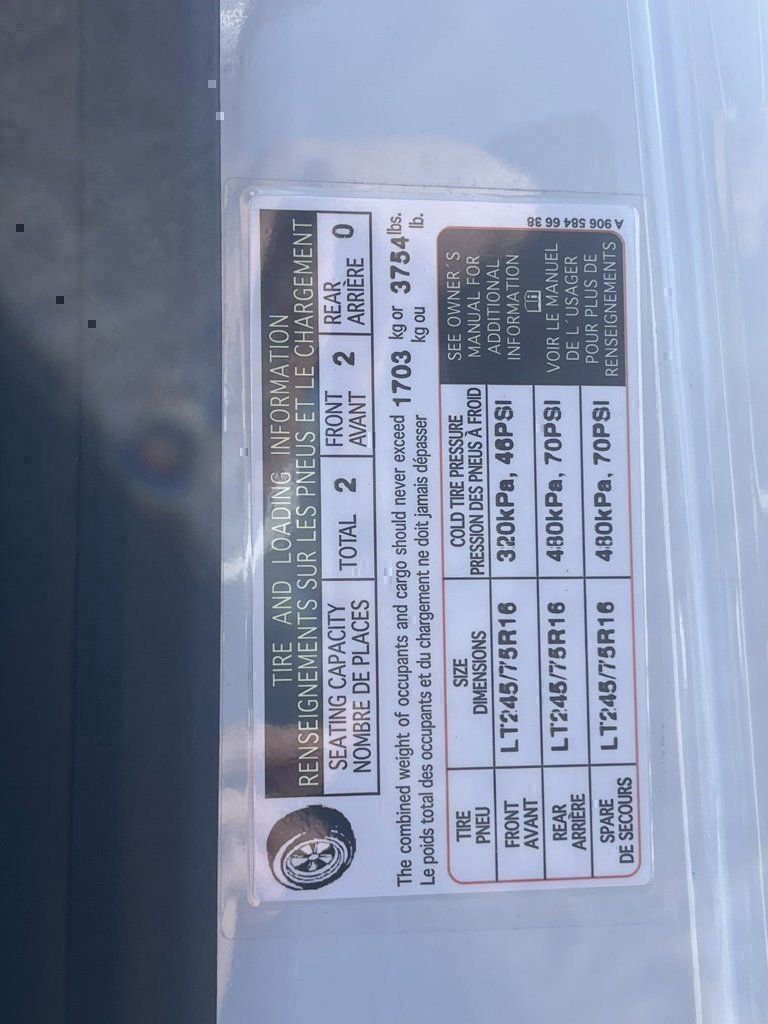 TIRE AND LOADING INFORMATION
RENSEIGNEMENTS SUR LES PNEUS ET LE CHARGEMENT
SEATING CAPACITY
NOMBRE DE PLACES
TOTAL 2
FRONT
AVANT 2
REAR
ARRIÈRE 0
The combined weight of occupants and cargo should never exceed 1703 kg or 3754 lbs.
Le poids total des occupants et du chargement ne doit jamais dépasser kg ou lb.
TIRE
PNEU
SIZE
DIMENSIONS
COLD TIRE PRESSURE
PRESSION DES PNEUS À FROID
FRONT
AVANT
LT245/75R16
320kPa, 46PSI
REAR
ARRIÈRE
LT245/75R16
480kPa, 70PSI
SPARE
DE SECOURS
LT245/75R16
480kPa, 70PSI
SEE OWNER'S
MANUAL FOR
ADDITIONAL
INFORMATION
VOIR LE MANUEL
DE L'USAGER
POUR PLUS DE
RENSEIGNEMENTS
A 906 584 66 38